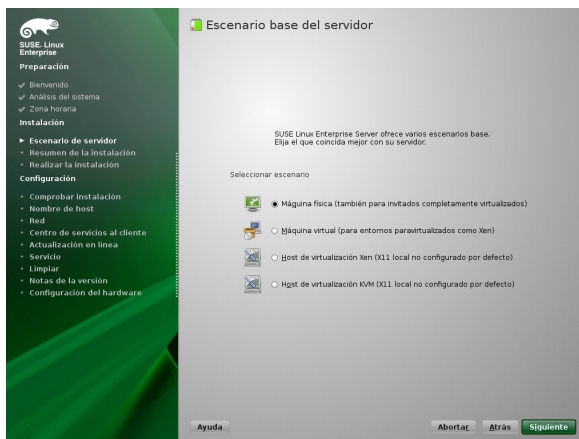 SUSE. Linux
Enterprise
Preparación
Bienvenido
Análisis del sistema
Zona horaria
Instalación
Escenario de servidor
Resumen de la instalación
Realizar la instalación
Configuración
Comprobar instalación
Nombre de host
Red
Centro de servicios al cliente
Actualización en línea
Servicio
Limpiar
Notas de la versión
Configuración del hardware
Escenario base del servidor
SUSE Linux Enterprise Server ofrece varios escenarios base.
Elija el que coincida mejor con su servidor.
Seleccionar escenario
Máquina física (también para invitados completamente virtualizados)
Máquina virtual (para entornos paravirtualizados como Xen)
Host de virtualización Xen (X11 local no configurado por defecto)
Host de virtualización KVM (X11 local no configurado por defecto)
Ayuda
Abortar
Atrás
Siguiente